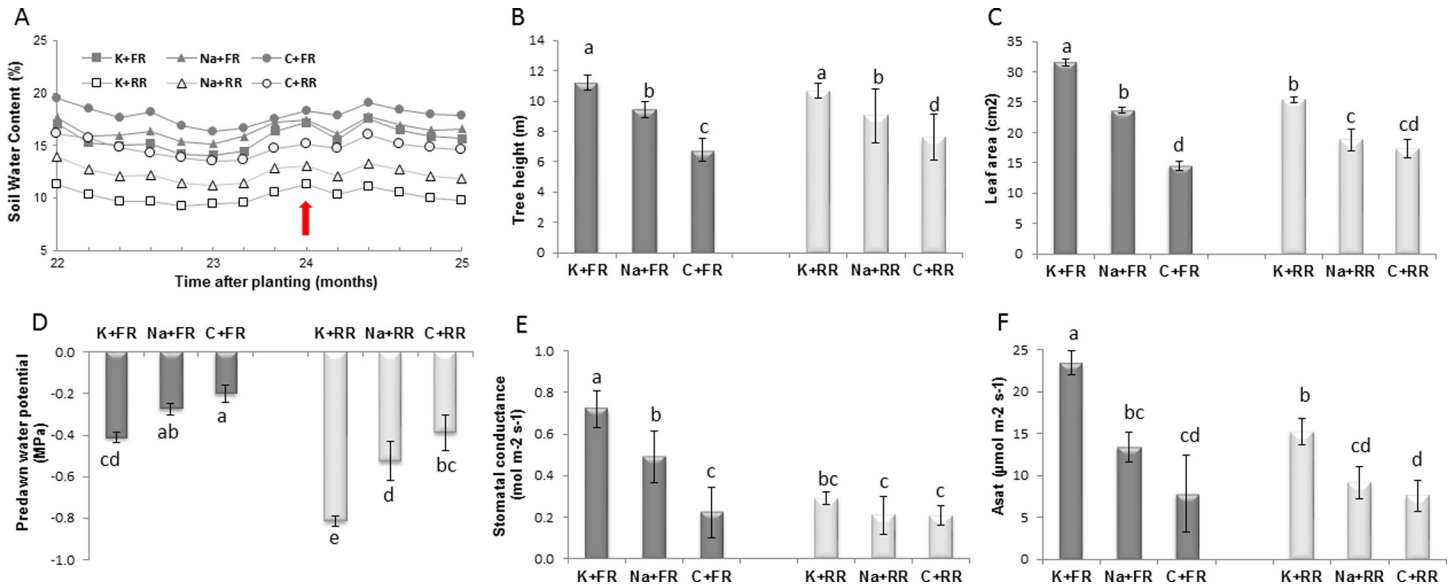 A
Soil Water Content (%)
25
20
15
10
5
K+FR Na+FR C+FR
K+RR Na+RR C+RR
22 23 24 25
Time after planting (months)
B
Tree height (m)
14
12
10
8
6
4
2
0
a b c a b d
K+FR Na+FR C+FR K+RR Na+RR C+RR
C
Leaf area (cm2)
35
30
25
20
15
10
5
0
a b d b c cd
K+FR Na+FR C+FR K+RR Na+RR C+RR
D
K+FR Na+FR C+FR K+RR Na+RR C+RR
Predawn water potential
(MPa)
0.0
-0.2
-0.4
-0.6
-0.8
-1.0
cd ab a e d bc
E
Stomatal conductance
(mol m-2 s-1)
1.0
0.8
0.6
0.4
0.2
0.0
a b c bc c c
K+FR Na+FR C+FR K+RR Na+RR C+RR
F
Asat (µmol m-2 s-1)
25
20
15
10
5
0
a bc cd b cd d
K+FR Na+FR C+FR K+RR Na+RR C+RR